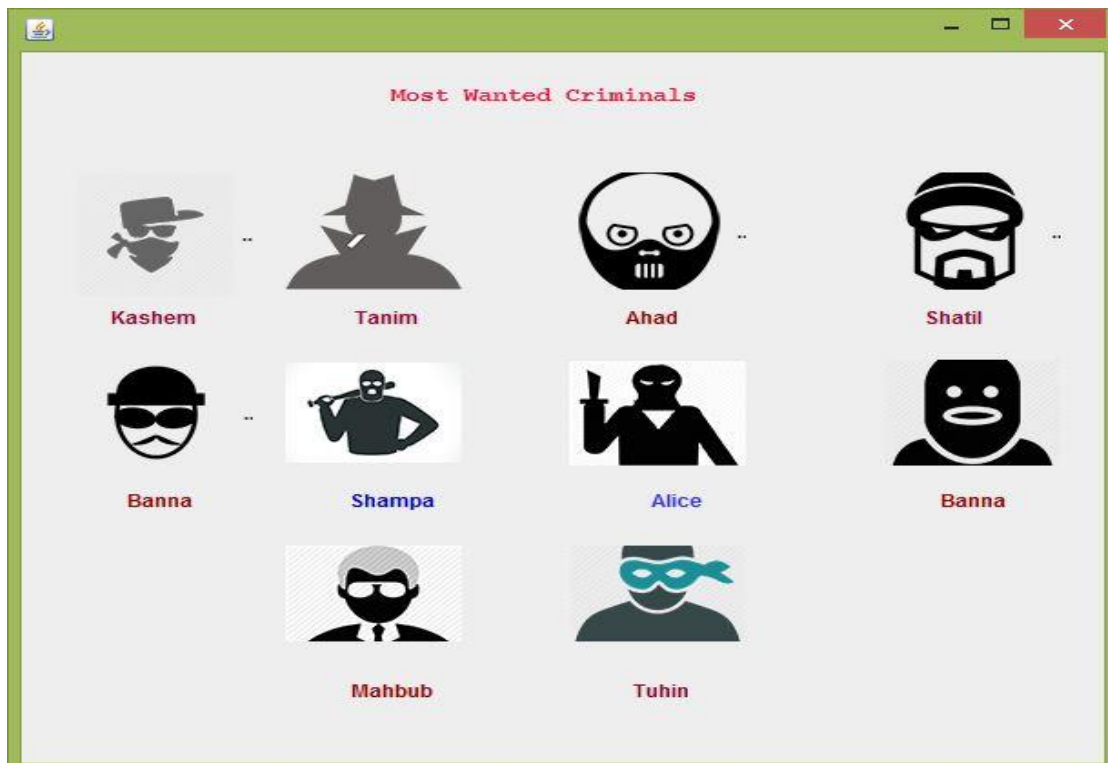 Most Wanted Criminals
..
..
..
Kashem Tanim Ahad Shatil
..
Banna Shampa Alice Banna
Mahbub Tuhin